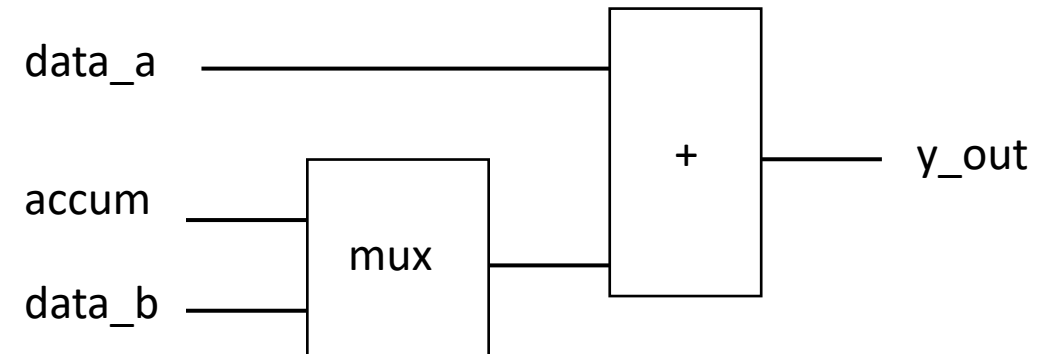 data_a
+
y_out
accum
mux
data_b